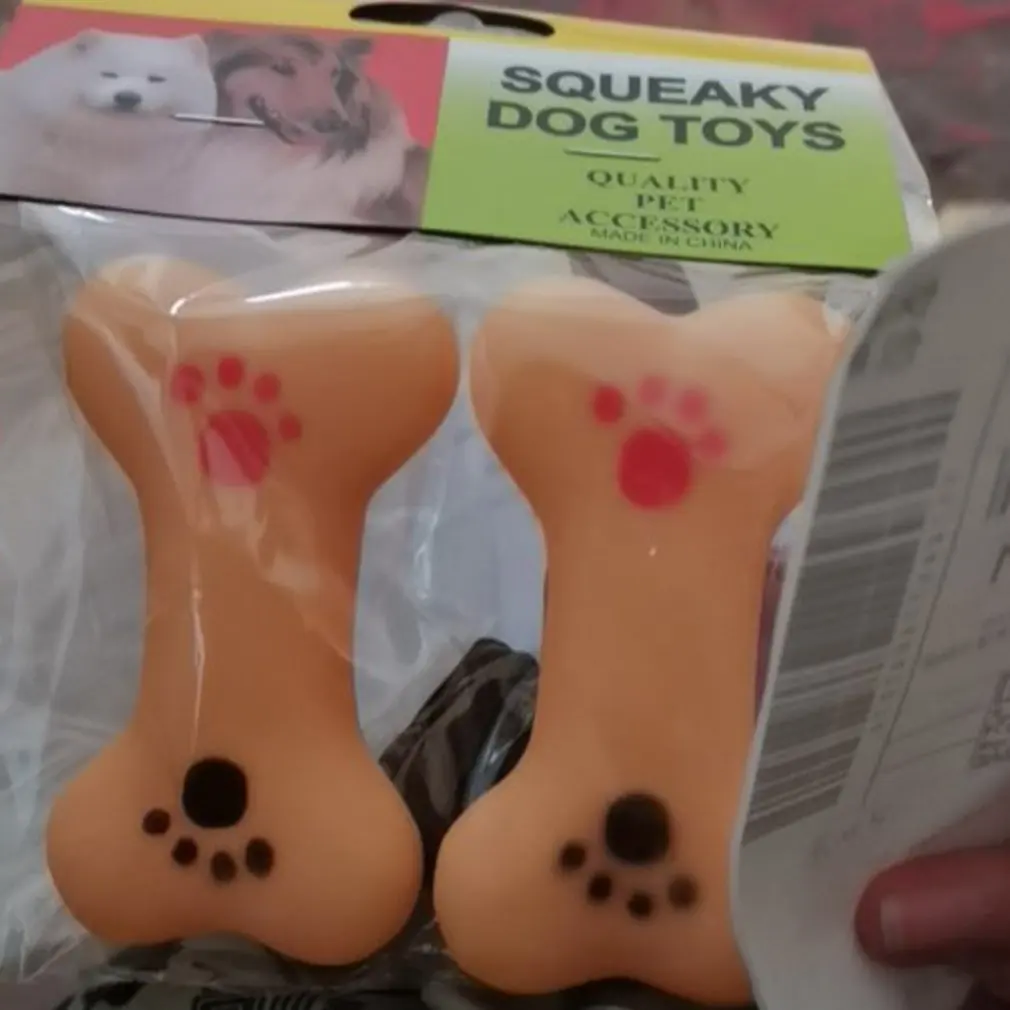 SQUEAKY
DOG TOYS
QUALITY
PET
ACCESSORY
MADE IN CHINA